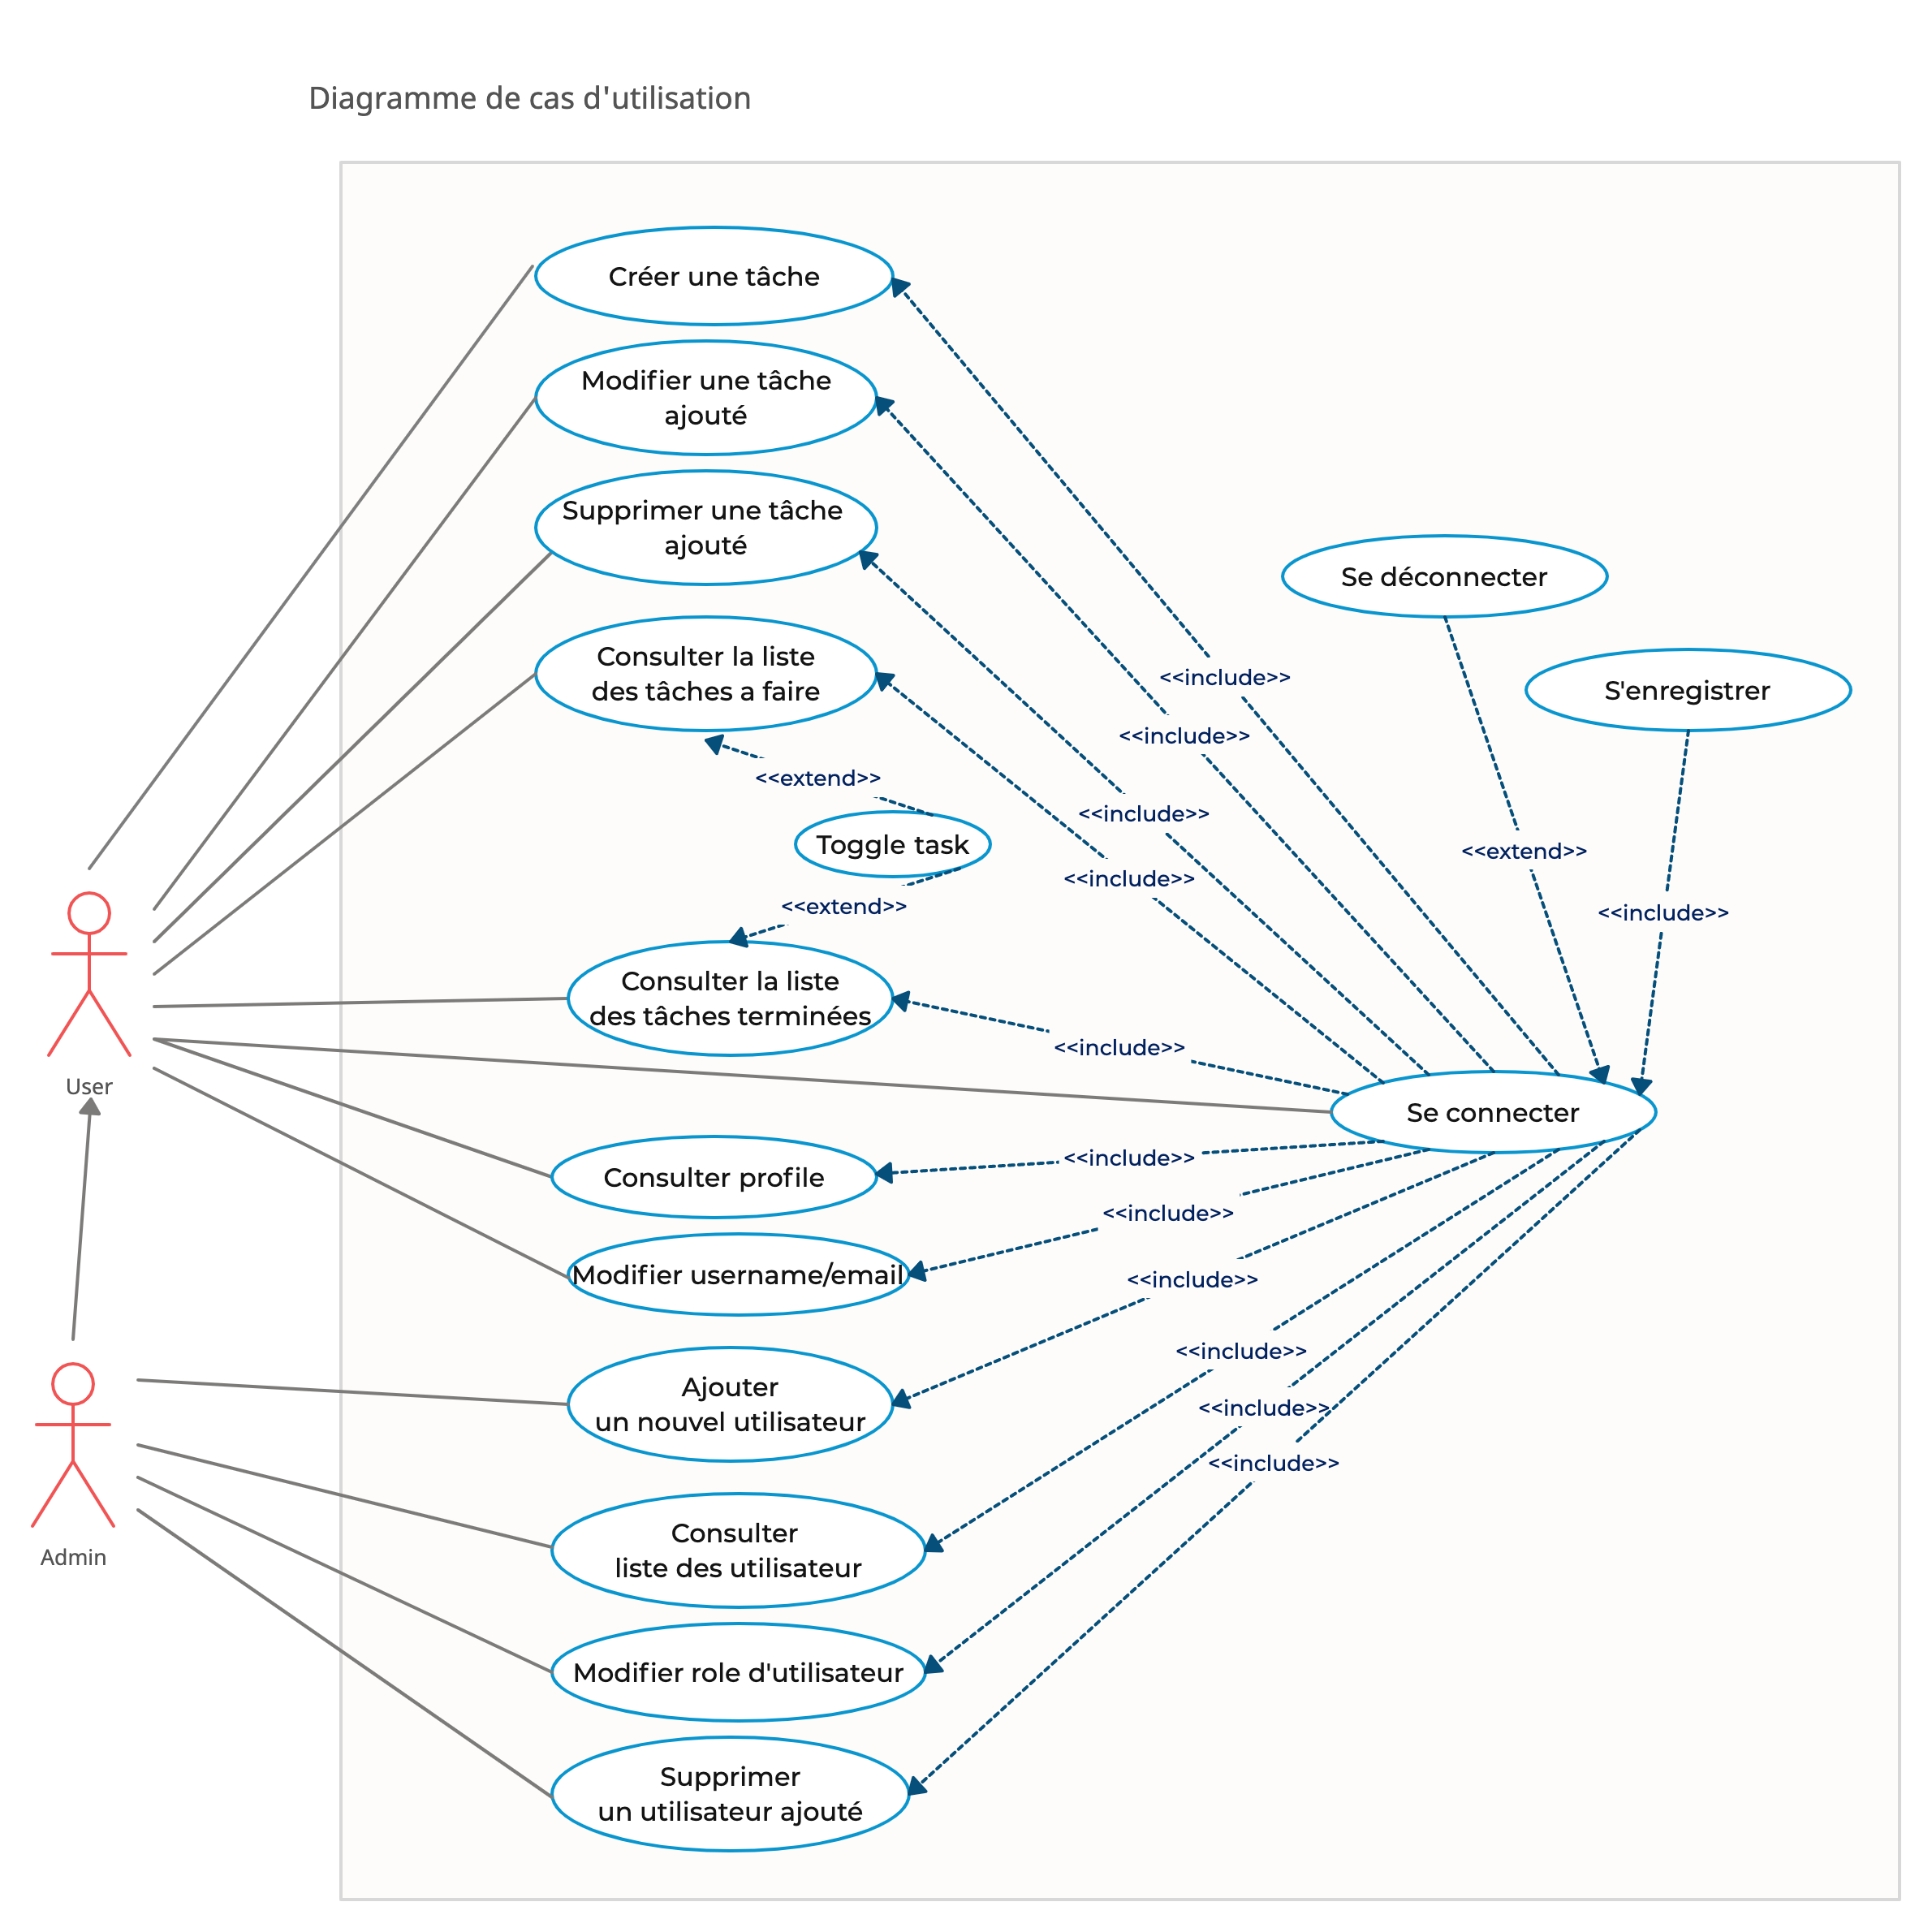 Diagramme de cas d'utilisation
Créer une tâche
Modifier une tâche
ajouté
Supprimer une tâche
ajouté
Se déconnecter
Consulter la liste
des tâches a faire
<<include>>
S'enregistrer
<<include>>
<<extend>>
<<include>>
Toggle task
<<extend>>
<<include>>
<<extend>>
<<include>>
Consulter la liste
des tâches terminées
<<include>>
User
Se connecter
<<include>>
Consulter profile
<<include>>
Modifier username/email
<<include>>
<<include>>
Ajouter
un nouvel utilisateur
<<include>>
<<include>>
Consulter
liste des utilisateur
Admin
Modifier role d'utilisateur
Supprimer
un utilisateur ajouté